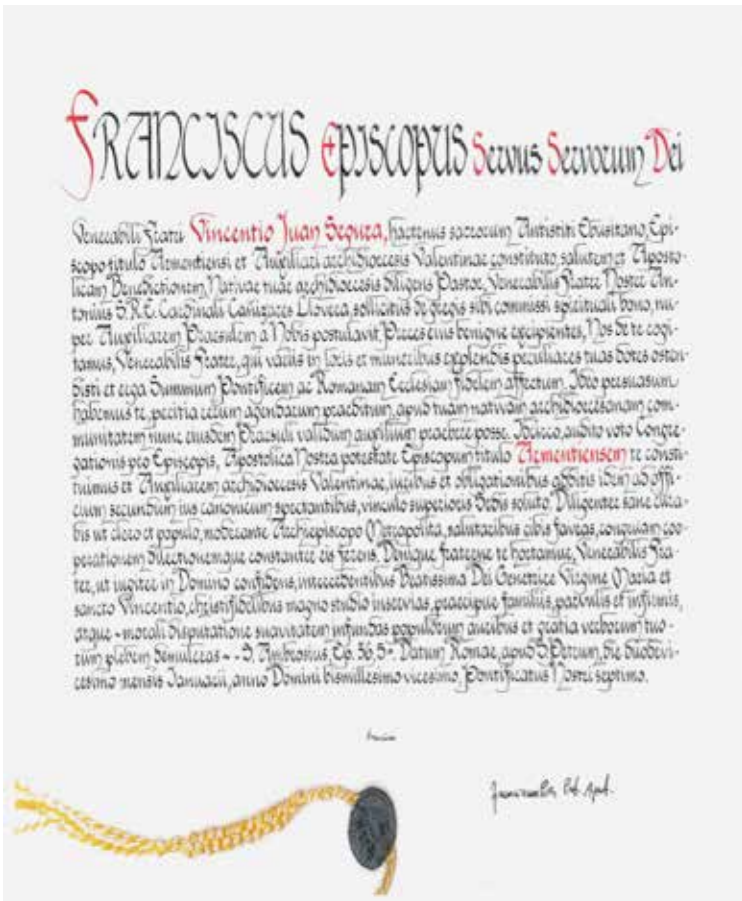 FRANCISCUS EPISCOPUS Servus Servorum Dei
Venerabili Fratri Vincentio Juan Segura, hactenus sacrorum Antistiti Ebusitano, Epi-
scopo titulo Armentiensi et Auxiliari archidioecesis Valentinae constituto, salutem et Aposto-
licam Benedictionem. Nativae tuae archidioecesis diligens Pastor, Venerabilis Frater Noster An-
tonius S.R.E. Cardinalis Cañizares Llovera, sollicitus de gregis sibi commissi spirituali bono, nu-
per Auxiliarem Praesulem a Nobis postulavit. Preces eius benigne excipientes, Nos de te cogi-
tamus, Venerabilis Frater, qui variis in locis et muneribus explendis peculiares tuas dotes osten-
disti et erga Summum Pontificem ac Romanam Ecclesiam fidelem affectum. Ideo persuasum
habemus te, peritia rerum agendarum praeditum, apud tuam nativam archidioecesanam com-
munitatem nunc eiusdem Praesuli validum auxilium praebere posse. Idcirco, audito voto Congre-
gationis pro Episcopis, Apostolica Nostra potestate Episcopum titulo Armentiensem te consti-
tuimus et Auxiliarem archidioecesis Valentinae, iuribus et obligationibus additis idem ad offi-
cium secundum ius canonicum spectantibus, vinculo superioris Sedis soluto. Diligenter sane cura-
bis ut clero et populo, moderante Archiepiscopo Metropolita, salutaribus cibis faveas, congruam coo-
perationem dilectionemque constanter eis ferens. Denique fraterne te hortamur, Venerabilis Fra-
ter, ut iugiter in Domino confidens, intercedentibus Beatissima Dei Genetrice Virgine Maria et
sancto Vincentio, christifidelibus magno studio inservias, praecipue familiis, parvulis et infirmis,
atque - morali disputatione suavitatem infundas populorum auribus et gratia verborum tuo-
rum plebem demulceas - - S. Ambrosius Ep. 36, 5 -. Datum Romae, apud S. Petrum, die duodevi-
cesimo mensis Januarii, anno Domini bismillesimo vicesimo, Pontificatus Nostri septimo.
Franciscus